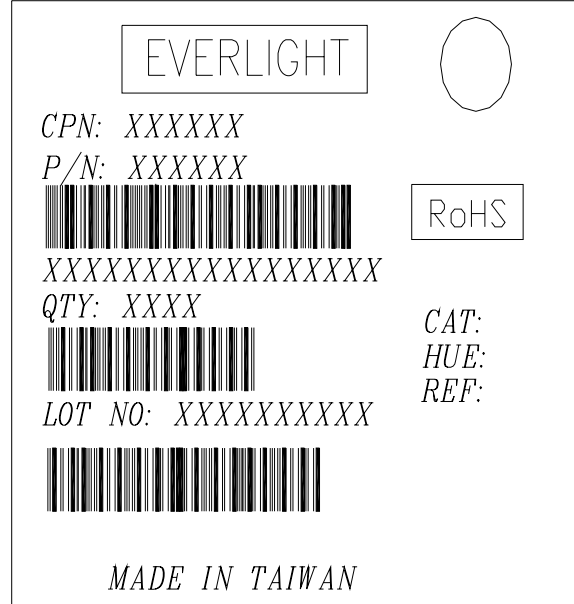 EVERLIGHT
CPN: XXXXXX
P/N: XXXXXX
RoHS
XXXXXXXXXXXXXXXXX
QTY: XXXX
CAT:
HUE:
REF:
LOT NO: XXXXXXXXXX
MADE IN TAIWAN